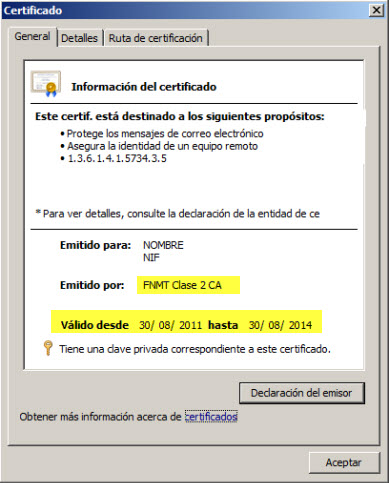 Certificado
General Detalles Ruta de certificación
Información del certificado
Este certif. está destinado a los siguientes propósitos:
• Protege los mensajes de correo electrónico
• Asegura la identidad de un equipo remoto
• 1.3.6.1.4.1.5734.3.5
* Para ver detalles, consulte la declaración de la entidad de ce
Emitido para: NOMBRE
NIF
Emitido por: FNMT Clase 2 CA
Válido desde 30/ 08/ 2011 hasta 30/ 08/ 2014
Tiene una clave privada correspondiente a este certificado.
Declaración del emisor
Obtener más información acerca de certificados
Aceptar